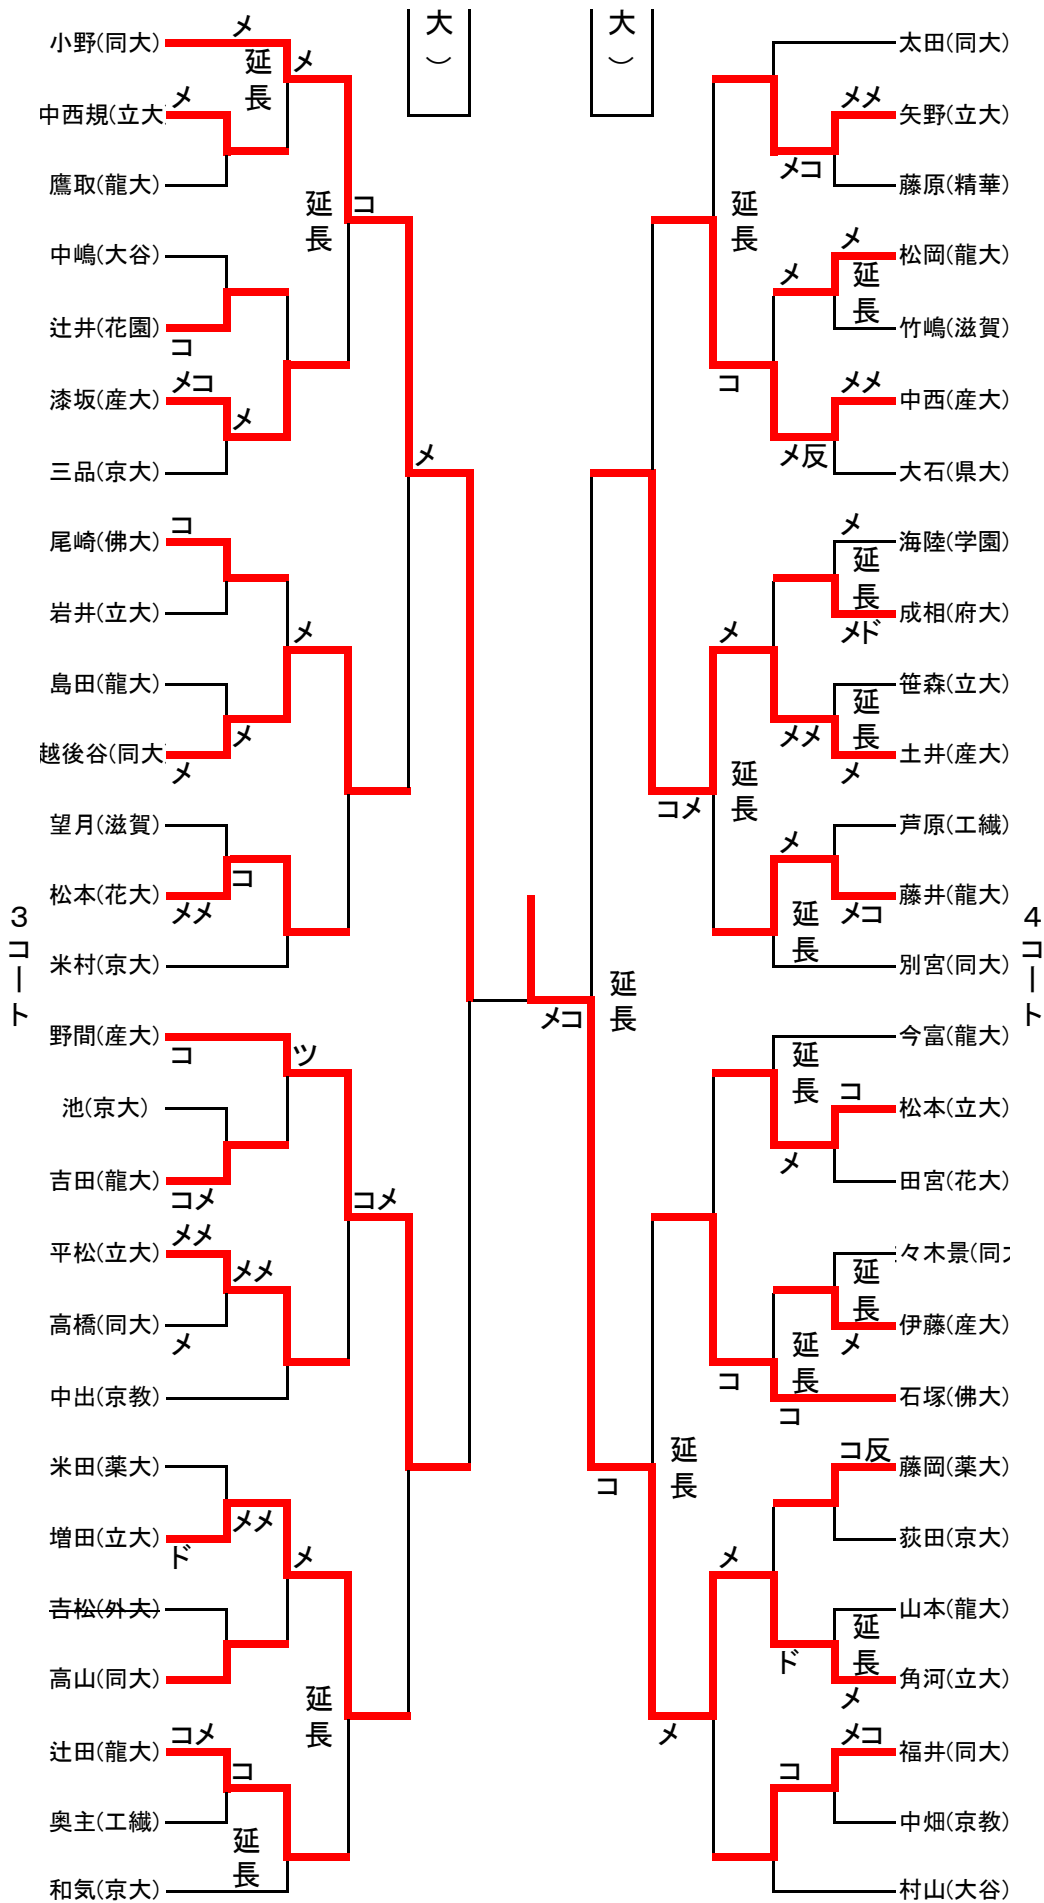 大）
大）
3コート
小野(同大)
メ
延長
メ
中西規(立大
メ
鷹取(龍大)
延長
コ
中嶋(大谷)
辻井(花園)
コ
漆坂(産大)
メコ
メ
三品(京大)
メ
尾崎(佛大)
コ
岩井(立大)
メ
島田(龍大)
越後谷(同大
メ
メ
望月(滋賀)
松本(花大)
コ
メメ
米村(京大)
野間(産大)
コ
ツ
池(京大)
吉田(龍大)
コメ
コメ
平松(立大)
メメ
メメ
高橋(同大)
メ
中出(京教)
米田(薬大)
増田(立大)
メメ
ド
メ
吉松(外大)
高山(同大)
延長
辻田(龍大)
コメ
コ
奥主(工繊)
延長
和気(京大)
メコ
延長
4コート
太田(同大)
メメ
矢野(立大)
メコ
藤原(精華)
延長
メ
松岡(龍大)
メ
延長
竹嶋(滋賀)
コ
メメ
中西(産大)
メ反
大石(県大)
メ
海陸(学園)
延長
成相(府大)
メド
メ
笹森(立大)
延長
メメ
土井(産大)
メ
延長
コメ
芦原(工繊)
メ
藤井(龍大)
メコ
延長
別宮(同大)
今富(龍大)
延長
コ
松本(立大)
メ
田宮(花大)
々木景(同
延長
伊藤(産大)
メ
延長
コ
石塚(佛大)
コ
延長
コ
コ反
藤岡(薬大)
荻田(京大)
メ
山本(龍大)
延長
ド
角河(立大)
メ
メ
メコ
福井(同大)
コ
中畑(京教)
村山(大谷)